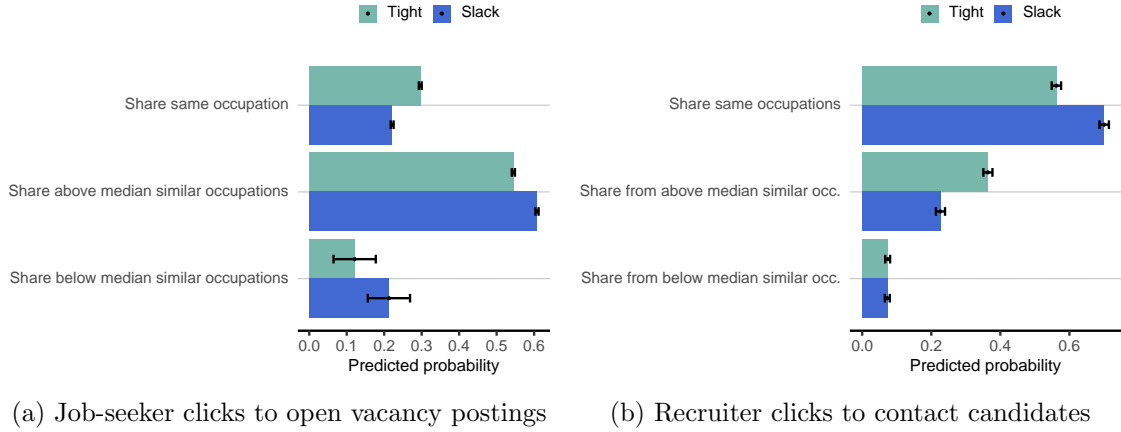 Tight Slack
Share same occupation
Share above median similar occupations
Share below median similar occupations
0.0 0.1 0.2 0.3 0.4 0.5 0.6
Predicted probability
(a) Job-seeker clicks to open vacancy postings
Tight Slack
Share same occupations
Share from above median similar occ.
Share from below median similar occ.
0.0 0.2 0.4 0.6
Predicted probability
(b) Recruiter clicks to contact candidates